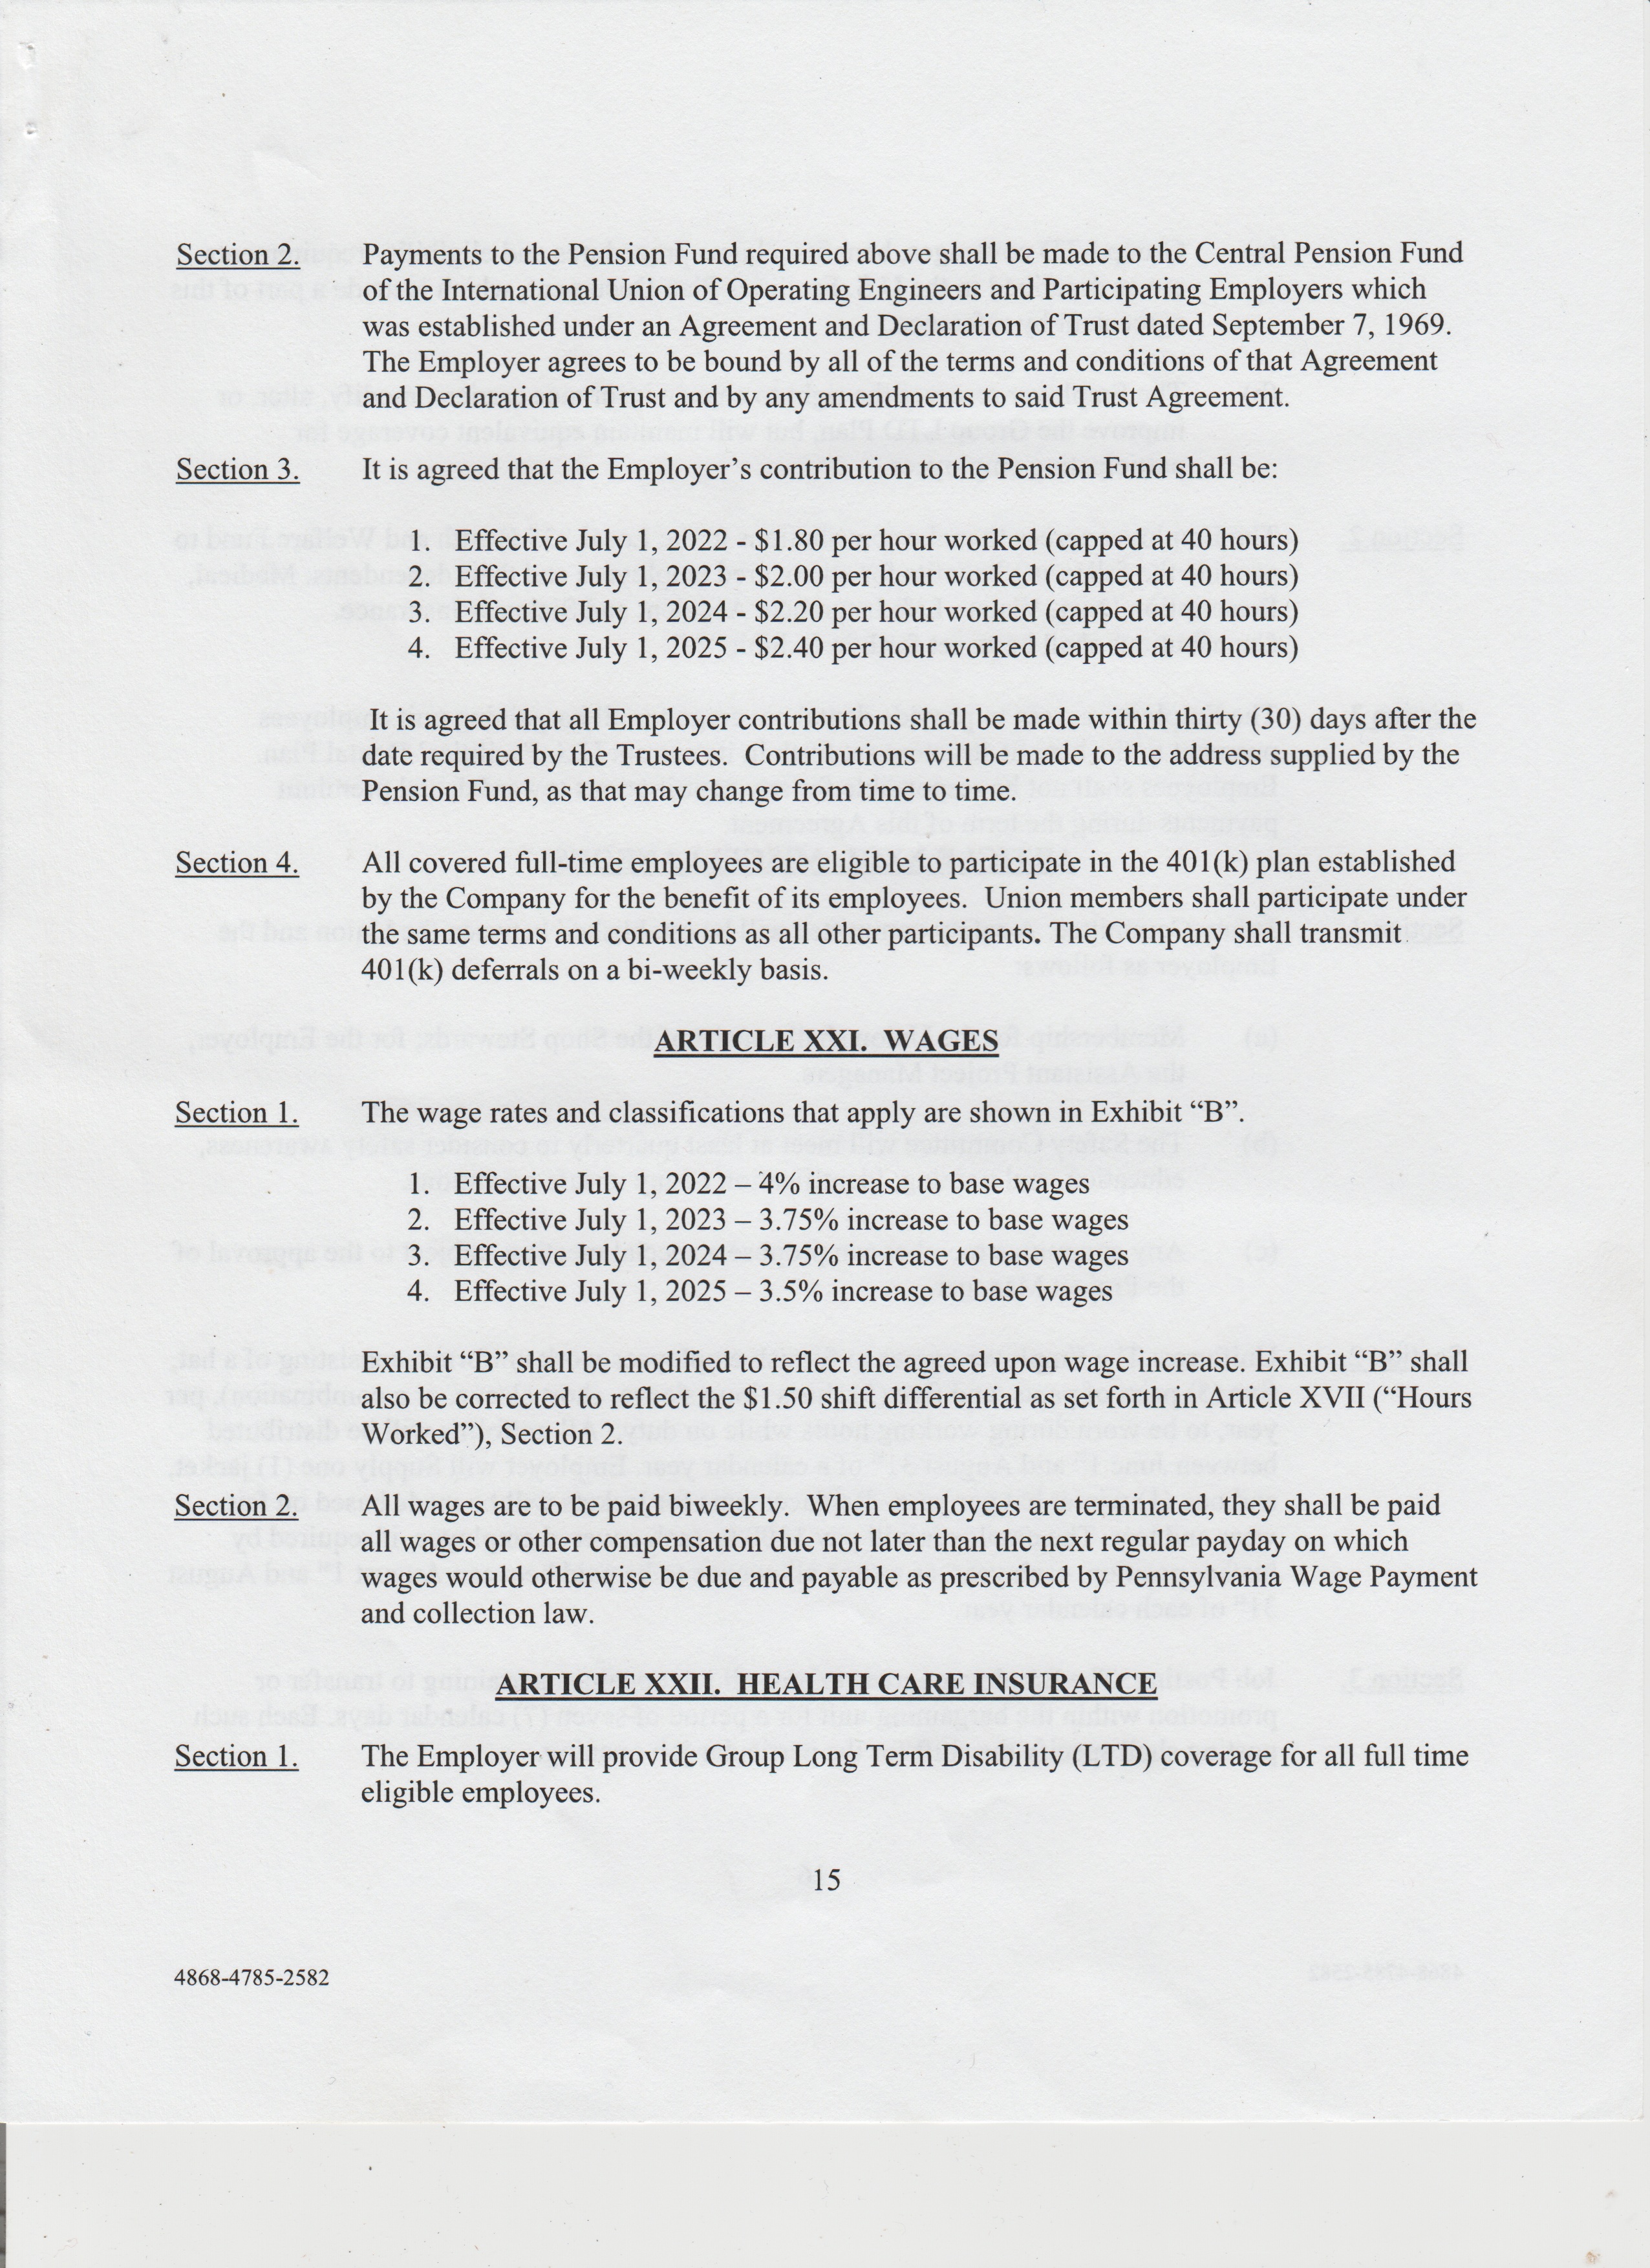 Section 2. Payments to the Pension Fund required above shall be made to the Central Pension Fund
of the International Union of Operating Engineers and Participating Employers which
was established under an Agreement and Declaration of Trust dated September 7, 1969.
The Employer agrees to be bound by all of the terms and conditions of that Agreement
and Declaration of Trust and by any amendments to said Trust Agreement.
Section 3. It is agreed that the Employer’s contribution to the Pension Fund shall be:
1. Effective July 1, 2022 - $1.80 per hour worked (capped at 40 hours)
2. Effective July 1, 2023 - $2.00 per hour worked (capped at 40 hours)
3. Effective July 1, 2024 - $2.20 per hour worked (capped at 40 hours)
4. Effective July 1, 2025 - $2.40 per hour worked (capped at 40 hours)
It is agreed that all Employer contributions shall be made within thirty (30) days after the
date required by the Trustees. Contributions will be made to the address supplied by the
Pension Fund, as that may change from time to time.
Section 4. All covered full-time employees are eligible to participate in the 401(k) plan established
by the Company for the benefit of its employees. Union members shall participate under
the same terms and conditions as all other participants. The Company shall transmit
401(k) deferrals on a bi-weekly basis.
ARTICLE XXI. WAGES
Section 1. The wage rates and classifications that apply are shown in Exhibit “B”.
1. Effective July 1, 2022 – 4% increase to base wages
2. Effective July 1, 2023 – 3.75% increase to base wages
3. Effective July 1, 2024 – 3.75% increase to base wages
4. Effective July 1, 2025 – 3.5% increase to base wages
Exhibit “B” shall be modified to reflect the agreed upon wage increase. Exhibit “B” shall
also be corrected to reflect the $1.50 shift differential as set forth in Article XVII (“Hours
Worked”), Section 2.
Section 2. All wages are to be paid biweekly. When employees are terminated, they shall be paid
all wages or other compensation due not later than the next regular payday on which
wages would otherwise be due and payable as prescribed by Pennsylvania Wage Payment
and collection law.
ARTICLE XXII. HEALTH CARE INSURANCE
Section 1. The Employer will provide Group Long Term Disability (LTD) coverage for all full time
eligible employees.
15
4868-4785-2582